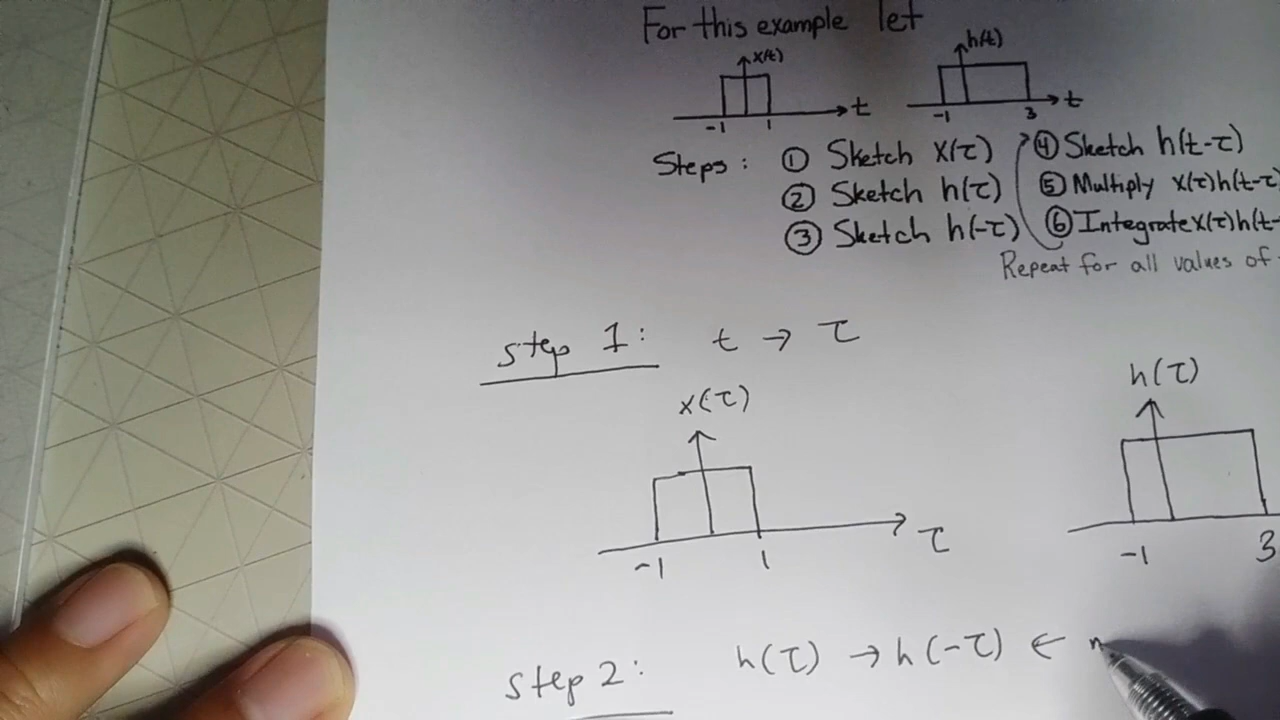 For this example let
x(t) h(t)
-1 1 t -1 3 t
Steps: ① Sketch x(τ) ④ Sketch h(t-τ)
② Sketch h(τ) ⑤ Multiply x(τ)h(t-τ)
③ Sketch h(-τ) ⑥ Integrate x(τ)h(t-
Repeat for all values of
step 1: t → τ
x(τ) h(τ)
-1 1 τ -1 3
step 2: h(τ) → h(-τ) ←